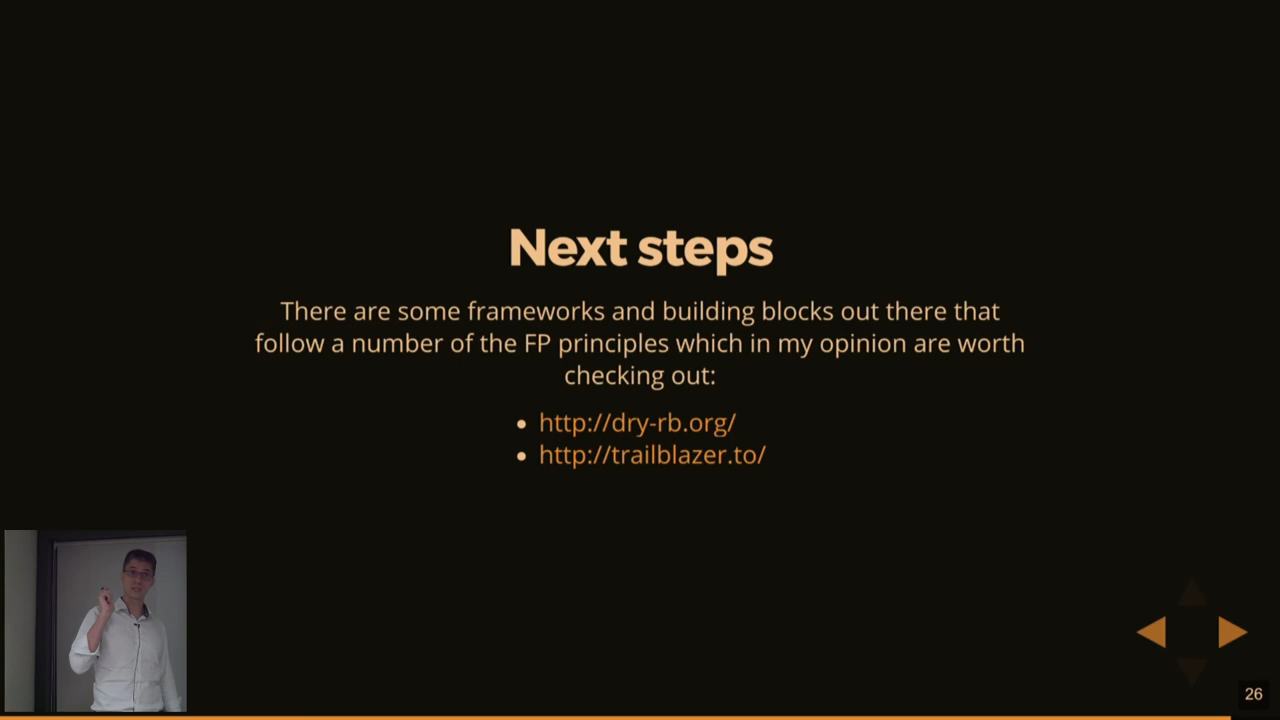 Next steps
There are some frameworks and building blocks out there that
follow a number of the FP principles which in my opinion are worth
checking out:
http://dry-rb.org/
http://trailblazer.to/
26